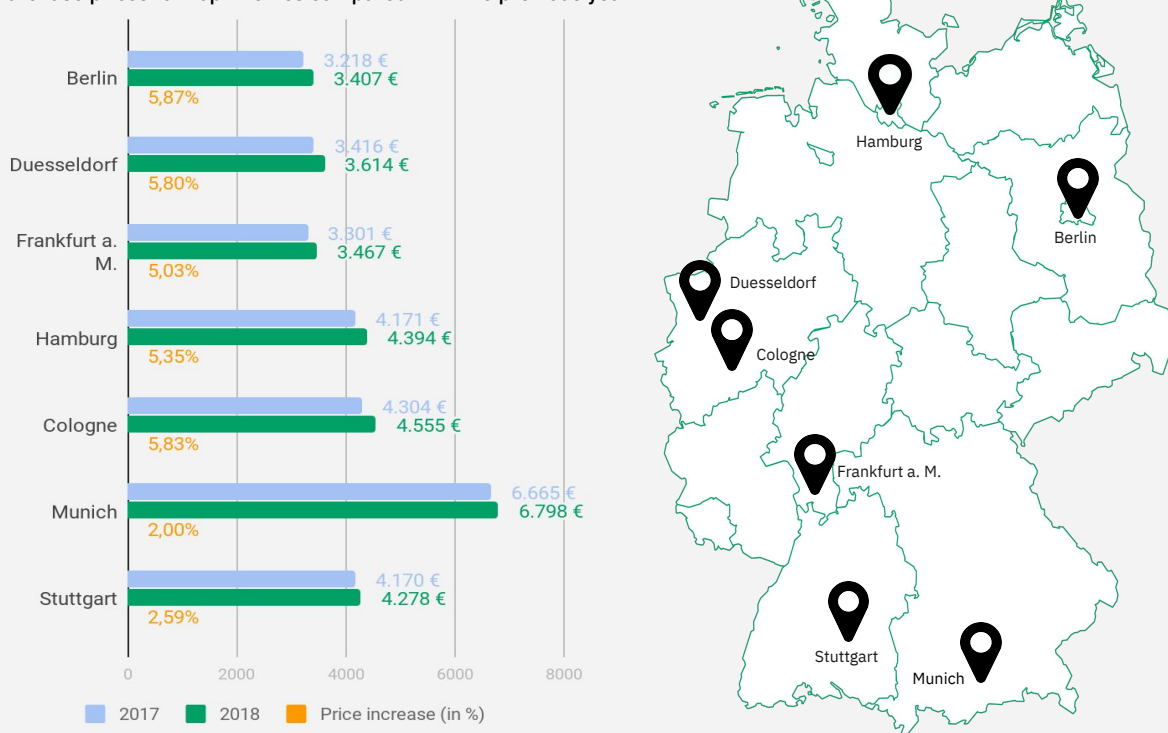 Berlin
3.218 €
3.407 €
5,87%
Duesseldorf
3.416 €
3.614 €
5,80%
Frankfurt a.
M.
3.301 €
3.467 €
5,03%
Hamburg
4.171 €
4.394 €
5,35%
Cologne
4.304 €
4.555 €
5,83%
Munich
6.665 €
6.798 €
2,00%
Stuttgart
4.170 €
4.278 €
2,59%
0 2000 4000 6000 8000
2017 2018 Price increase (in %)
Hamburg
Berlin
Duesseldorf
Cologne
Frankfurt a. M.
Stuttgart
Munich